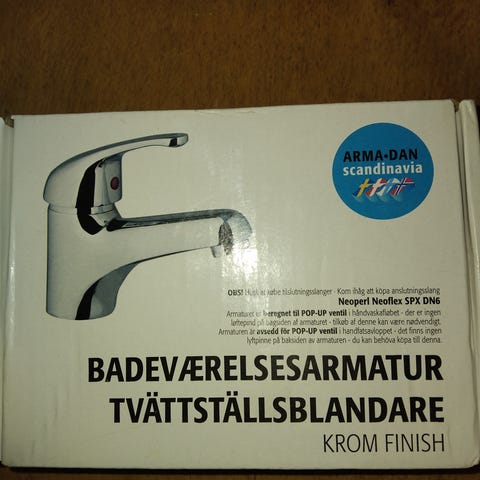 ARMA-DAN
scandinavia
OBS! Husk at købe tilslutningsslanger - Kom ihåg att köpa anslutningsslang
Neoperl Neoflex SPX DN6
Armaturet er beregnet til POP-UP ventil i håndvaskafløbet - der er ingen
løftepind på bagsiden af armaturet - tilkøb af denne kan være nødvendigt.
Armaturen är avsedd för POP-UP ventil i handfatsavloppet - det finns ingen
lyftpinne på baksiden av armaturen - du kan behöva köpa till denna.
BADEVÆRELSESARMATUR
TVÄTTSTÄLLSBLANDARE
KROM FINISH